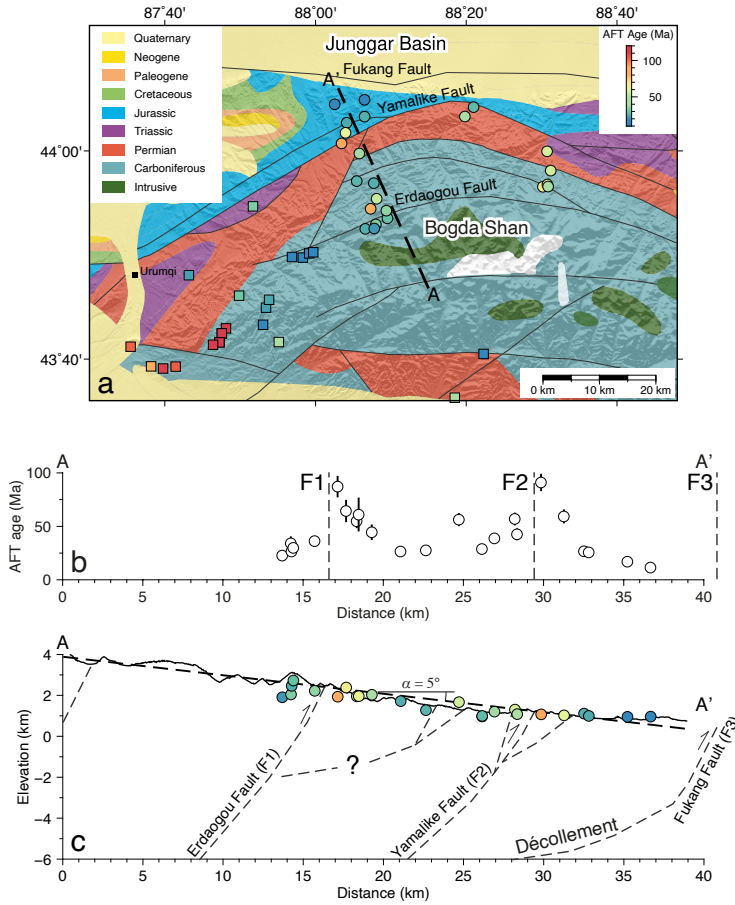 87°40' 88°00' 88°20' 88°40'
Quaternary
Neogene
Paleogene
Cretaceous
Jurassic
Triassic
Permian
Carboniferous
Intrusive
Junggar Basin
AFT Age (Ma)
100
50
A' Fukang Fault
Yamalike Fault
44°00'
Erdaogou Fault
Bogda Shan
Urumqi
A
43°40'
a
0 km 10 km 20 km
A A'
100
50
0
AFT age (Ma)
F1 F2 F3
b
0 5 10 15 20 25 30 35 40
Distance (km)
A
4
2
0
−2
−4
−6
Elevation (km)
α = 5°
A'
?
Erdaogou Fault (F1)
Yamalike Fault (F2)
Décollement
Fukang Fault (F3)
c
0 5 10 15 20 25 30 35 40
Distance (km)